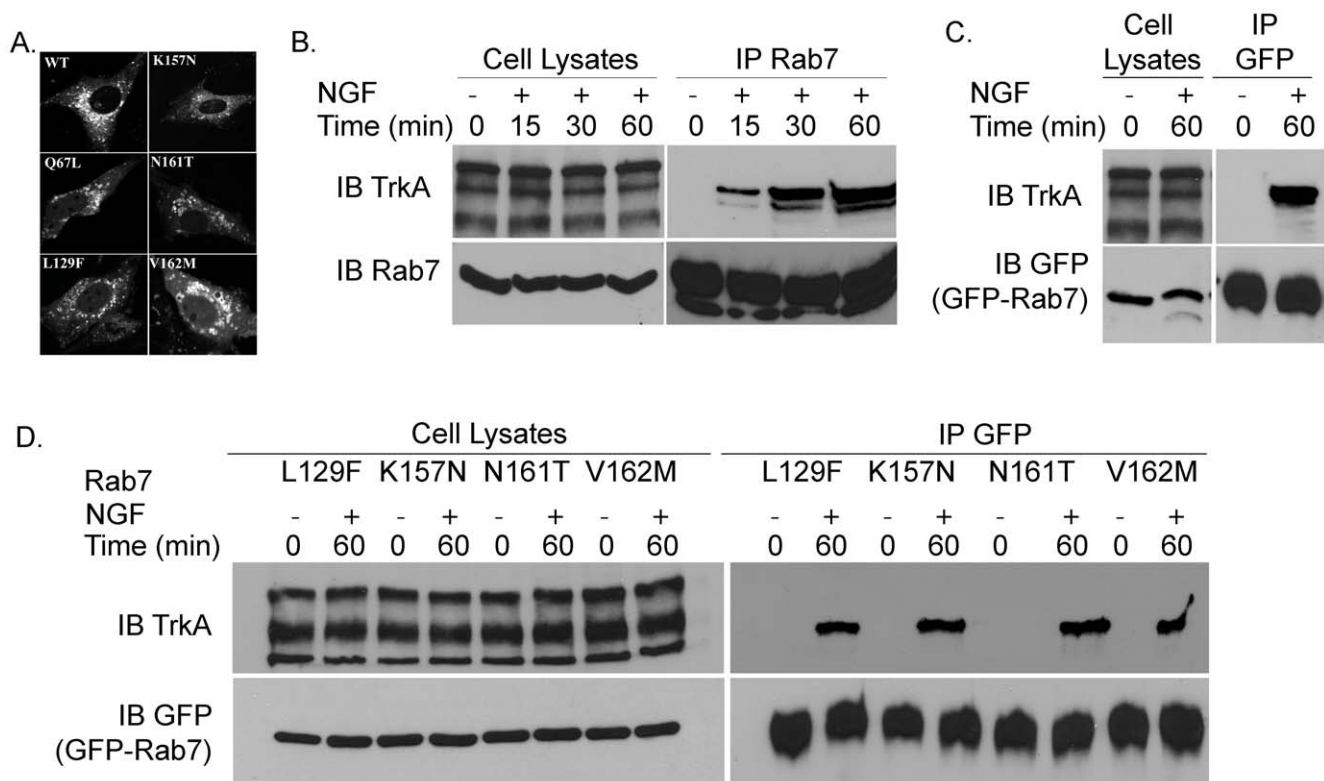 A.
WT K157N
Q67L N161T
L129F V162M
B.
Cell Lysates IP Rab7
NGF - + + + - + + +
Time (min) 0 15 30 60 0 15 30 60
IB TrkA
IB Rab7
C.
Cell IP
Lysates GFP
NGF - + - +
Time (min) 0 60 0 60
IB TrkA
IB GFP
(GFP-Rab7)
D.
Cell Lysates IP GFP
Rab7 L129F K157N N161T V162M L129F K157N N161T V162M
NGF - + - + - + - + - + - + - + - +
Time (min) 0 60 0 60 0 60 0 60 0 60 0 60 0 60 0 60
IB TrkA
IB GFP
(GFP-Rab7)